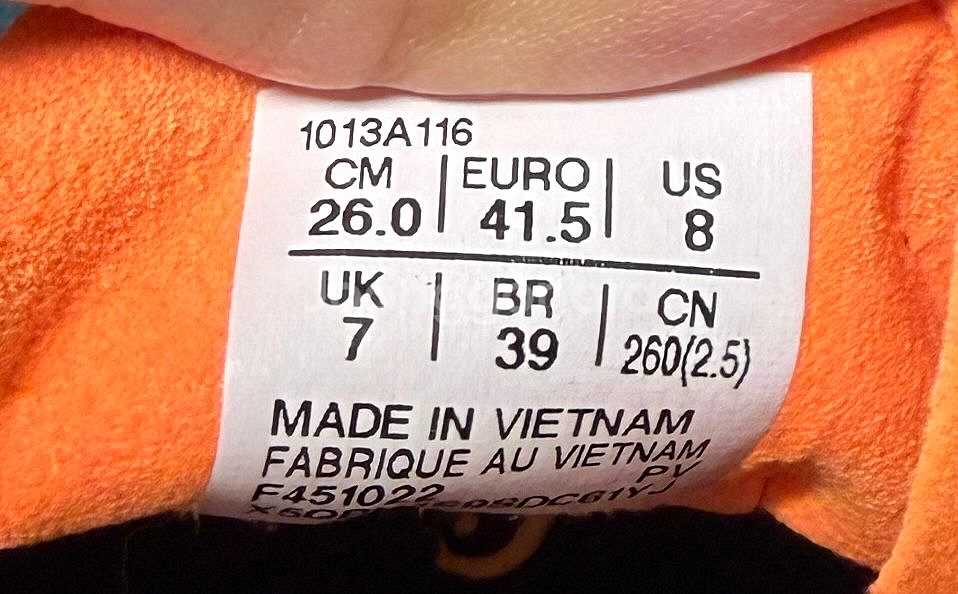 1013A116
CM EURO US
26.0 41.5 8
UK BR CN
7 39 260(2.5)
MADE IN VIETNAM
FABRIQUE AU VIETNAM
F451022 PV